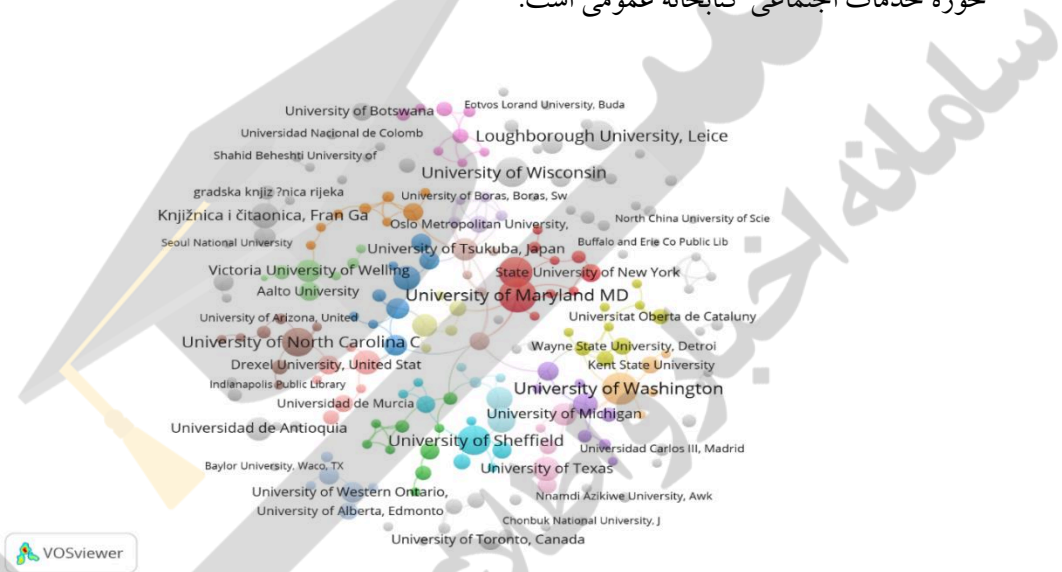 حوزه خدمات اجتماعی کتابخانه عمومی است.
University of Botswana
Eotvos Lorand University, Buda
Universidad Nacional de Colomb
Loughborough University, Leice
Shahid Beheshti University of
University of Wisconsin
gradska knjiz ?nica rijeka
University of Boras, Boras, Sw
Knjižnica i čitaonica, Fran Ga
Oslo Metropolitan University,
North China University of Scie
Seoul National University
University of Tsukuba, Japan
Buffalo and Erie Co Public Lib
Victoria University of Welling
State University of New York
Aalto University
University of Maryland MD
University of Arizona, United
Universitat Oberta de Cataluny
University of North Carolina C
Wayne State University, Detroi
Drexel University, United Stat
Kent State University
Indianapolis Public Library
University of Washington
Universidad de Murcia
University of Michigan
Universidad de Antioquia
University of Sheffield
Universidad Carlos III, Madrid
Baylor University, Waco, TX
University of Texas
University of Western Ontario,
Nnamdi Azikiwe University, Awk
University of Alberta, Edmonto
Chonbuk National University, J
University of Toronto, Canada
VOSviewer